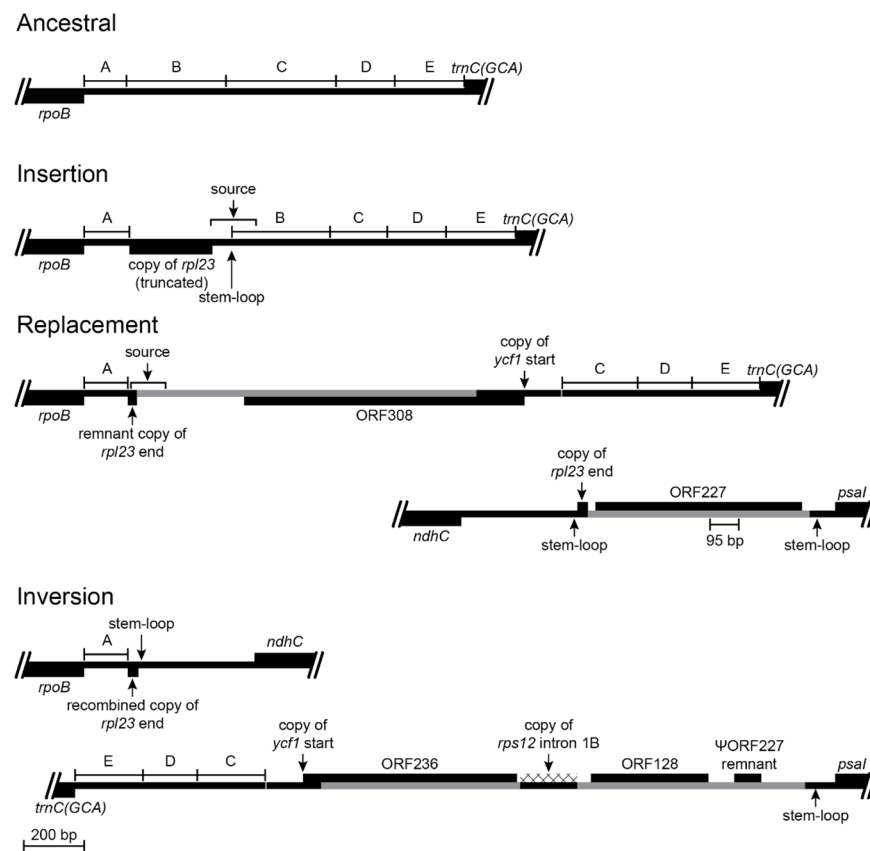 Ancestral
A B C D E trnC(GCA)
rpoB
Insertion
source
A B C D E trnC(GCA)
rpoB
copy of rpl23
(truncated)
stem-loop
Replacement
copy of
ycf1 start
source
A C D E trnC(GCA)
rpoB
ORF308
remnant copy of
rpl23 end
copy of
rpl23 end
ORF227
psaI
ndhC
stem-loop
95 bp
stem-loop
Inversion
stem-loop
A
ndhC
rpoB
recombined copy of
rpl23 end
copy of
ycf1 start
copy of
rps12 intron 1B
ΨORF227
remnant
E D C
ORF236
ORF128
psaI
trnC(GCA)
stem-loop
200 bp